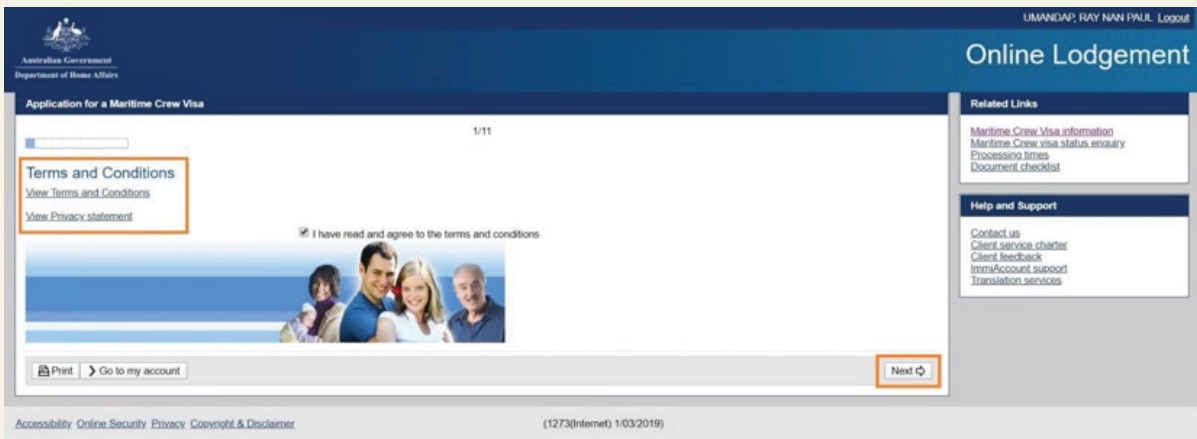 UMANDAP, RAY NAN PAUL Logout
Australian Government
Department of Home Affairs
Online Lodgement
Application for a Maritime Crew Visa
1/11
Terms and Conditions
View Terms and Conditions
View Privacy statement
I have read and agree to the terms and conditions
Print
Go to my account
Next
Related Links
Maritime Crew Visa information
Maritime Crew visa status enquiry
Processing times
Document checklist
Help and Support
Contact us
Client service charter
Client feedback
ImmiAccount support
Translation services
Accessibility Online Security Privacy Copyright & Disclaimer
(1273(Internet) 1/03/2019)